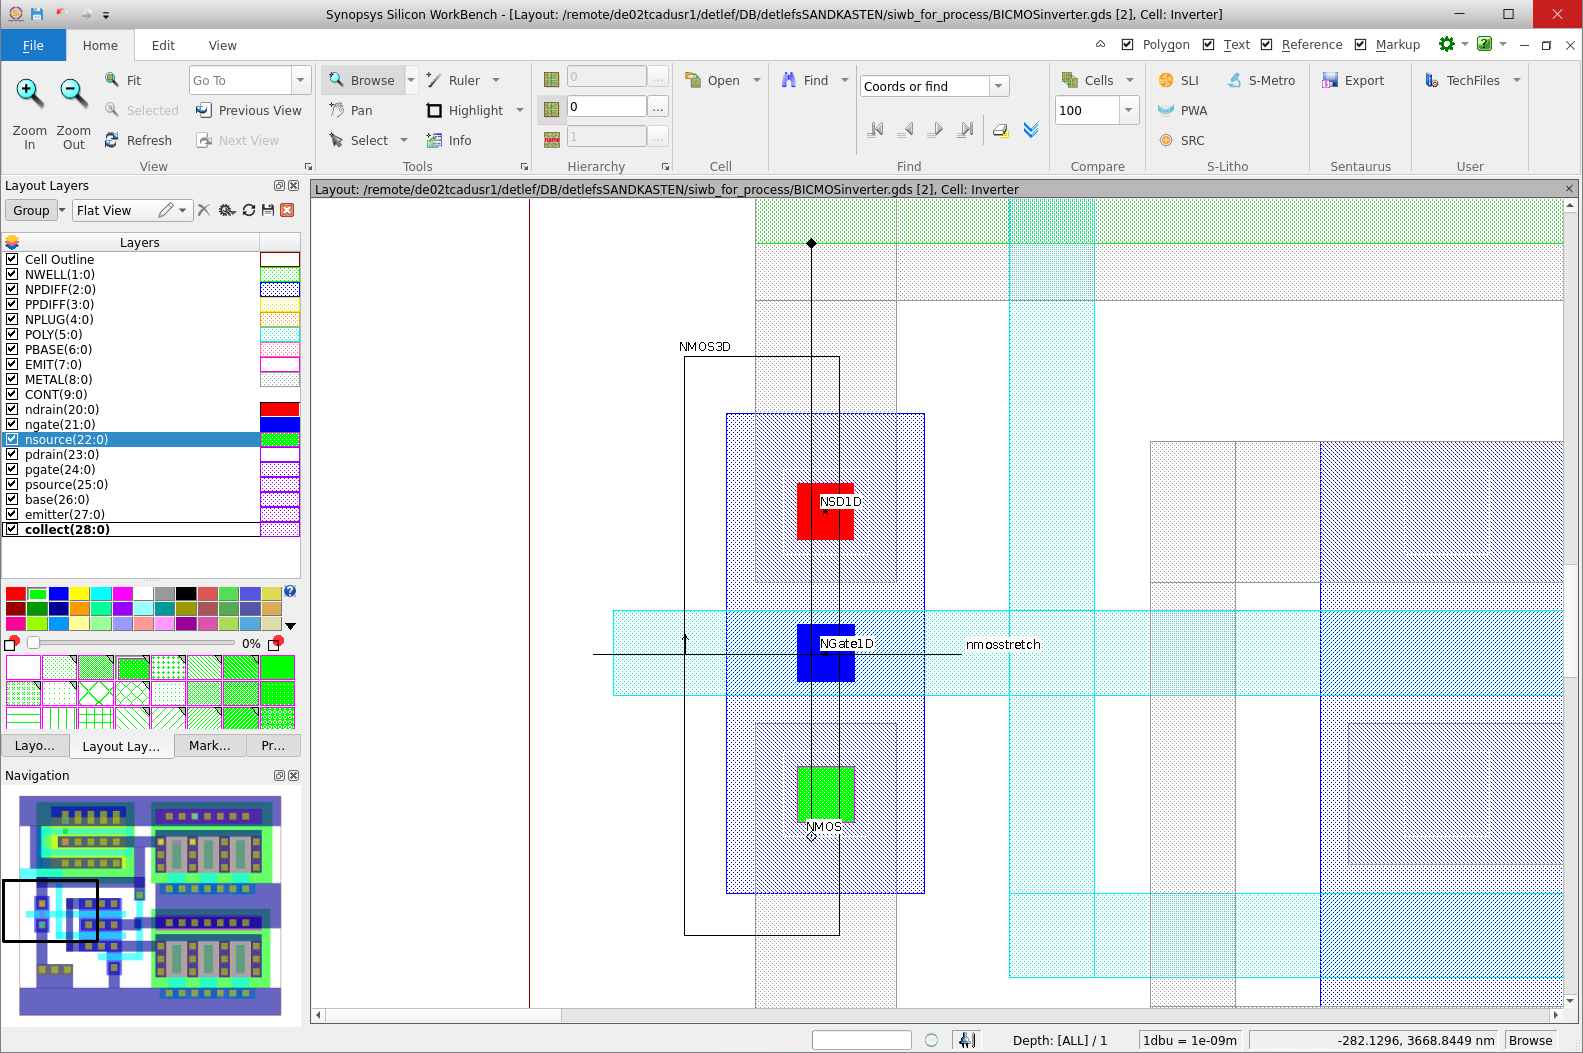 Synopsys Silicon WorkBench - [Layout: /remote/de02tcadusr1/detlef/DB/detlefsSANDKASTEN/siwb_for_process/BICMOSinverter.gds [2], Cell: Inverter]
File Home Edit View
Polygon Text Reference Markup
Fit Go To Browse Ruler 0 ... Open Find Coords or find Cells SLI S-Metro Export TechFiles
Selected Previous View Pan Highlight 0 ... 100 PWA
Zoom In Zoom Out Refresh Next View Select Info name 1 ... SRC
View Tools Hierarchy Cell Find Compare S-Litho Sentaurus User
Layout Layers
Group Flat View
Layers
Cell Outline
NWELL(1:0)
NPDIFF(2:0)
PPDIFF(3:0)
NPLUG(4:0)
POLY(5:0)
PBASE(6:0)
EMIT(7:0)
METAL(8:0)
CONT(9:0)
ndrain(20:0)
ngate(21:0)
nsource(22:0)
pdrain(23:0)
pgate(24:0)
psource(25:0)
base(26:0)
emitter(27:0)
collect(28:0)
0%
Layo... Layout Lay... Mark... Pr...
Navigation
Layout: /remote/de02tcadusr1/detlef/DB/detlefsSANDKASTEN/siwb_for_process/BICMOSinverter.gds [2], Cell: Inverter
NMOS3D
NSD1D
NGate1D
nmosstretch
NMOS
Depth: [ALL] / 1 1dbu = 1e-09m -282.1296, 3668.8449 nm Browse